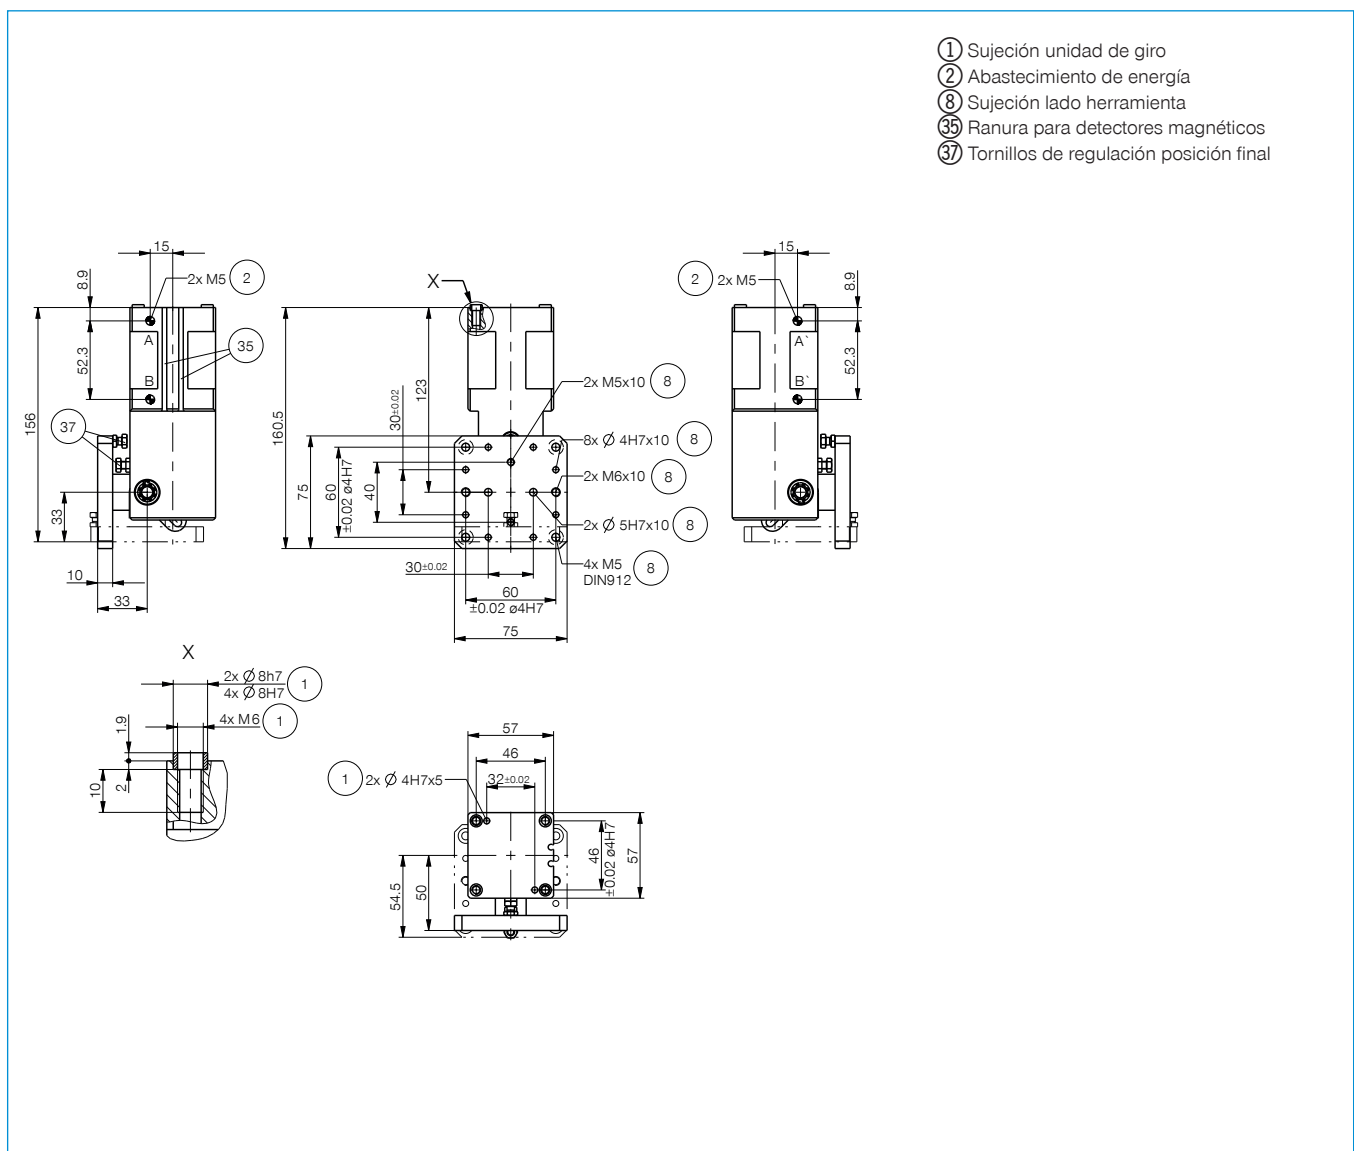 1 Sujeción unidad de giro
2 Abastecimiento de energía
8 Sujeción lado herramienta
35 Ranura para detectores magnéticos
37 Tornillos de regulación posición final
15
8.9
2x M5 2
A
35
52.3
B
156
37
33
10
33
X
160.5
123
30±0.02
2x M5x10 8
8x Ø 4H7x10 8
2x M6x10 8
2x Ø 5H7x10 8
4x M5 8
DIN912
75
60
±0.02 ø4H7
40
30±0.02
60
±0.02 ø4H7
75
15
2 2x M5
8.9
A`
52.3
B`
X
2x Ø 8h7
4x Ø 8H7 1
4x M6 1
1.9
10
2
57
46
32±0.02
1 2x Ø 4H7x5
46
±0.02 ø4H7
57
54.5
50